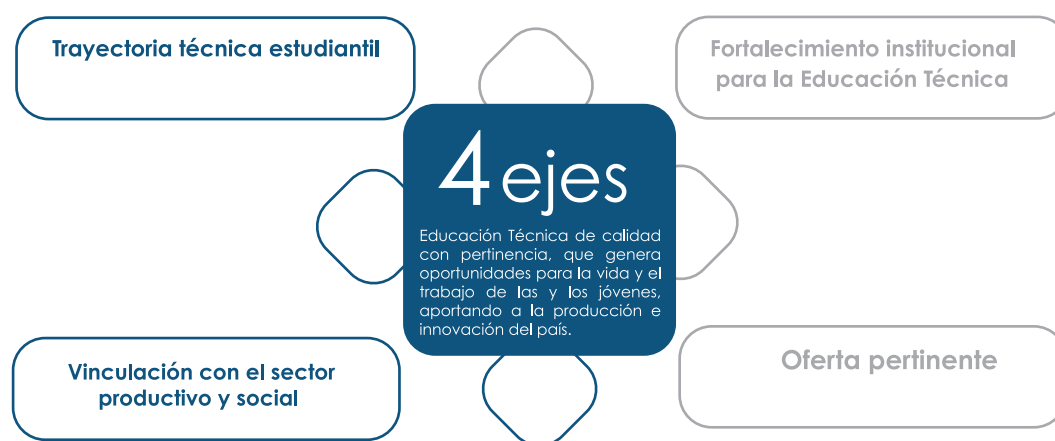 Trayectoria técnica estudiantil
Fortalecimiento institucional
para la Educación Técnica
4 ejes
Educación Técnica de calidad
con pertinencia, que genera
oportunidades para la vida y el
trabajo de las y los jóvenes,
aportando a la producción e
innovación del país.
Vinculación con el sector
productivo y social
Oferta pertinente